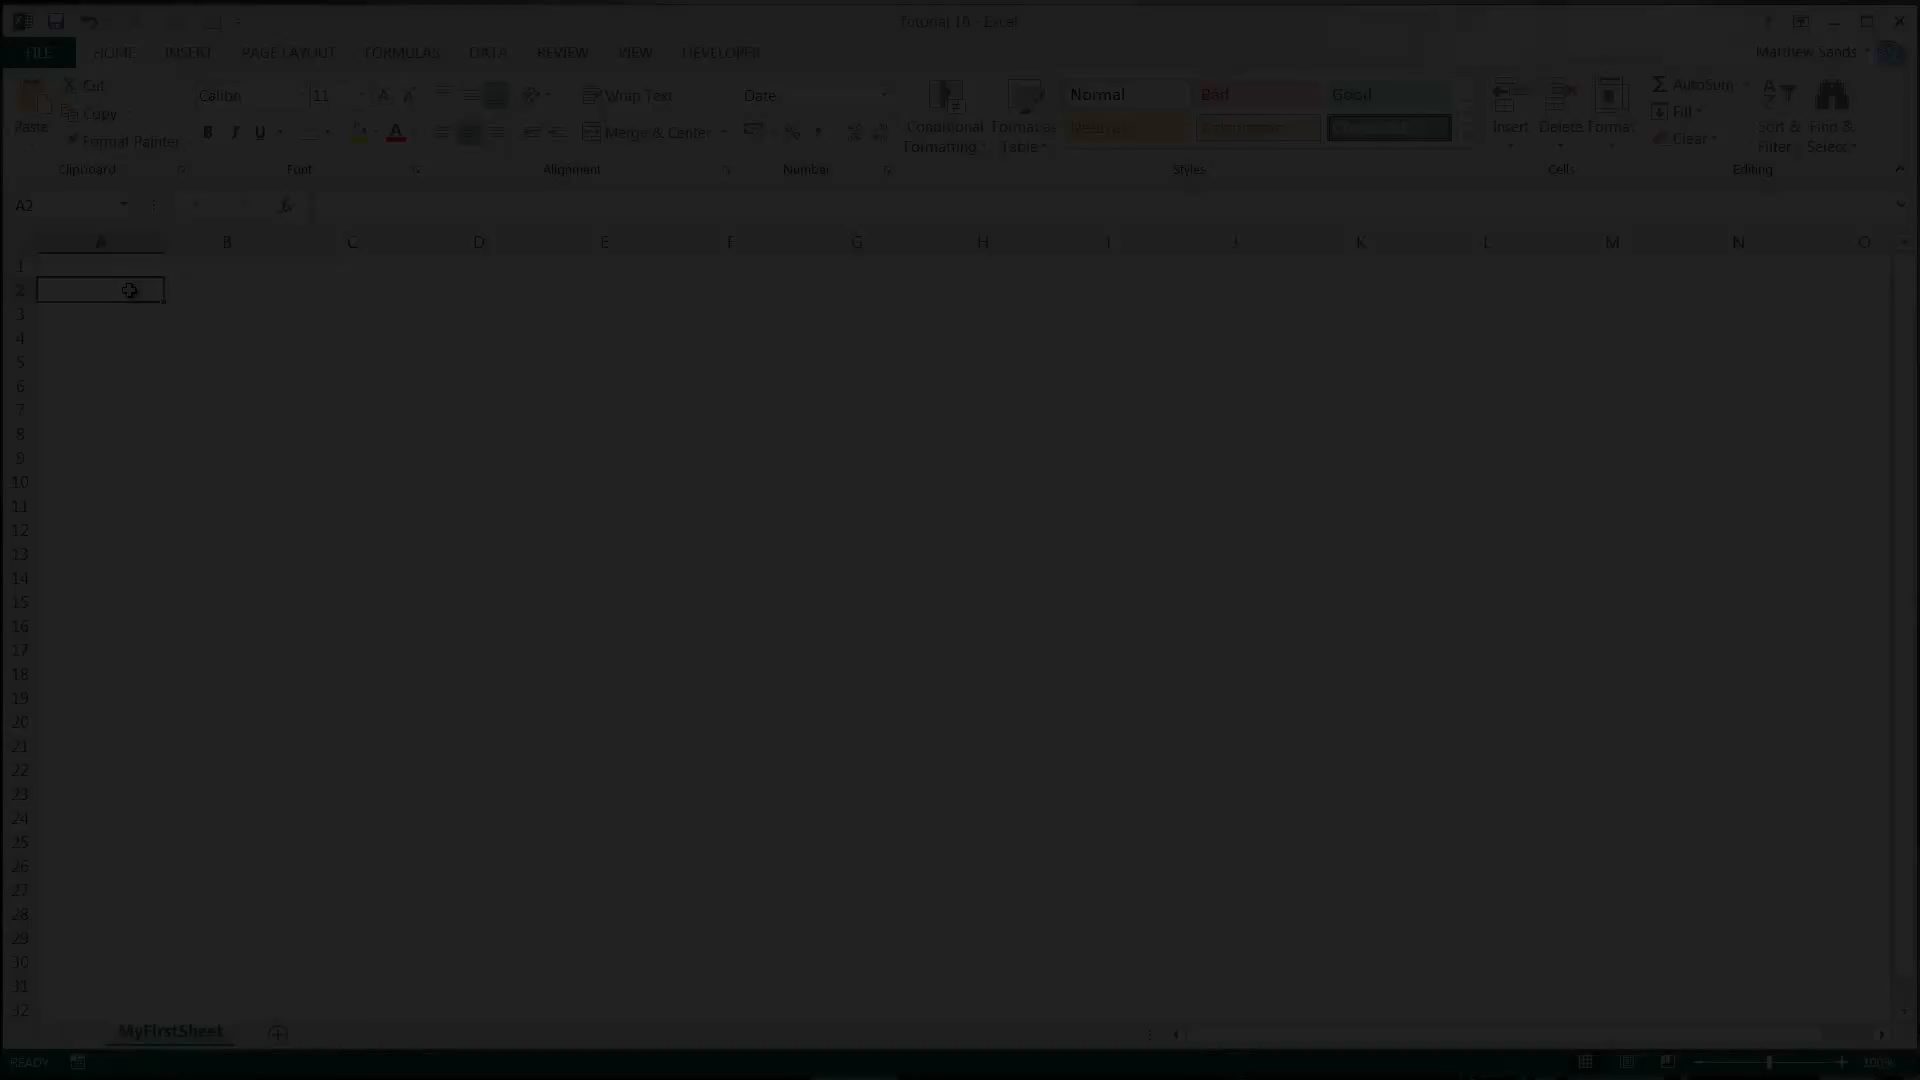 Tutorial 16 - Excel
FILE HOME INSERT PAGE LAYOUT FORMULAS DATA REVIEW VIEW DEVELOPER Matthew Sands
Cut
Copy
Format Painter
Paste
Clipboard
Calibri 11
B I U
Font
Wrap Text
Merge & Center
Alignment
Date
%
Number
Conditional Formatting
Format as Table
Normal Bad Good
Neutral
Styles
Insert Delete Format
Cells
AutoSum
Fill
Clear
Sort & Filter
Find & Select
Editing
A2 fx
A B C D E F G H I J K L M N O
1
2
3
4
5
6
7
8
9
10
11
12
13
14
15
16
17
18
19
20
21
22
23
24
25
26
27
28
29
30
31
32
MyFirstSheet
READY 100%